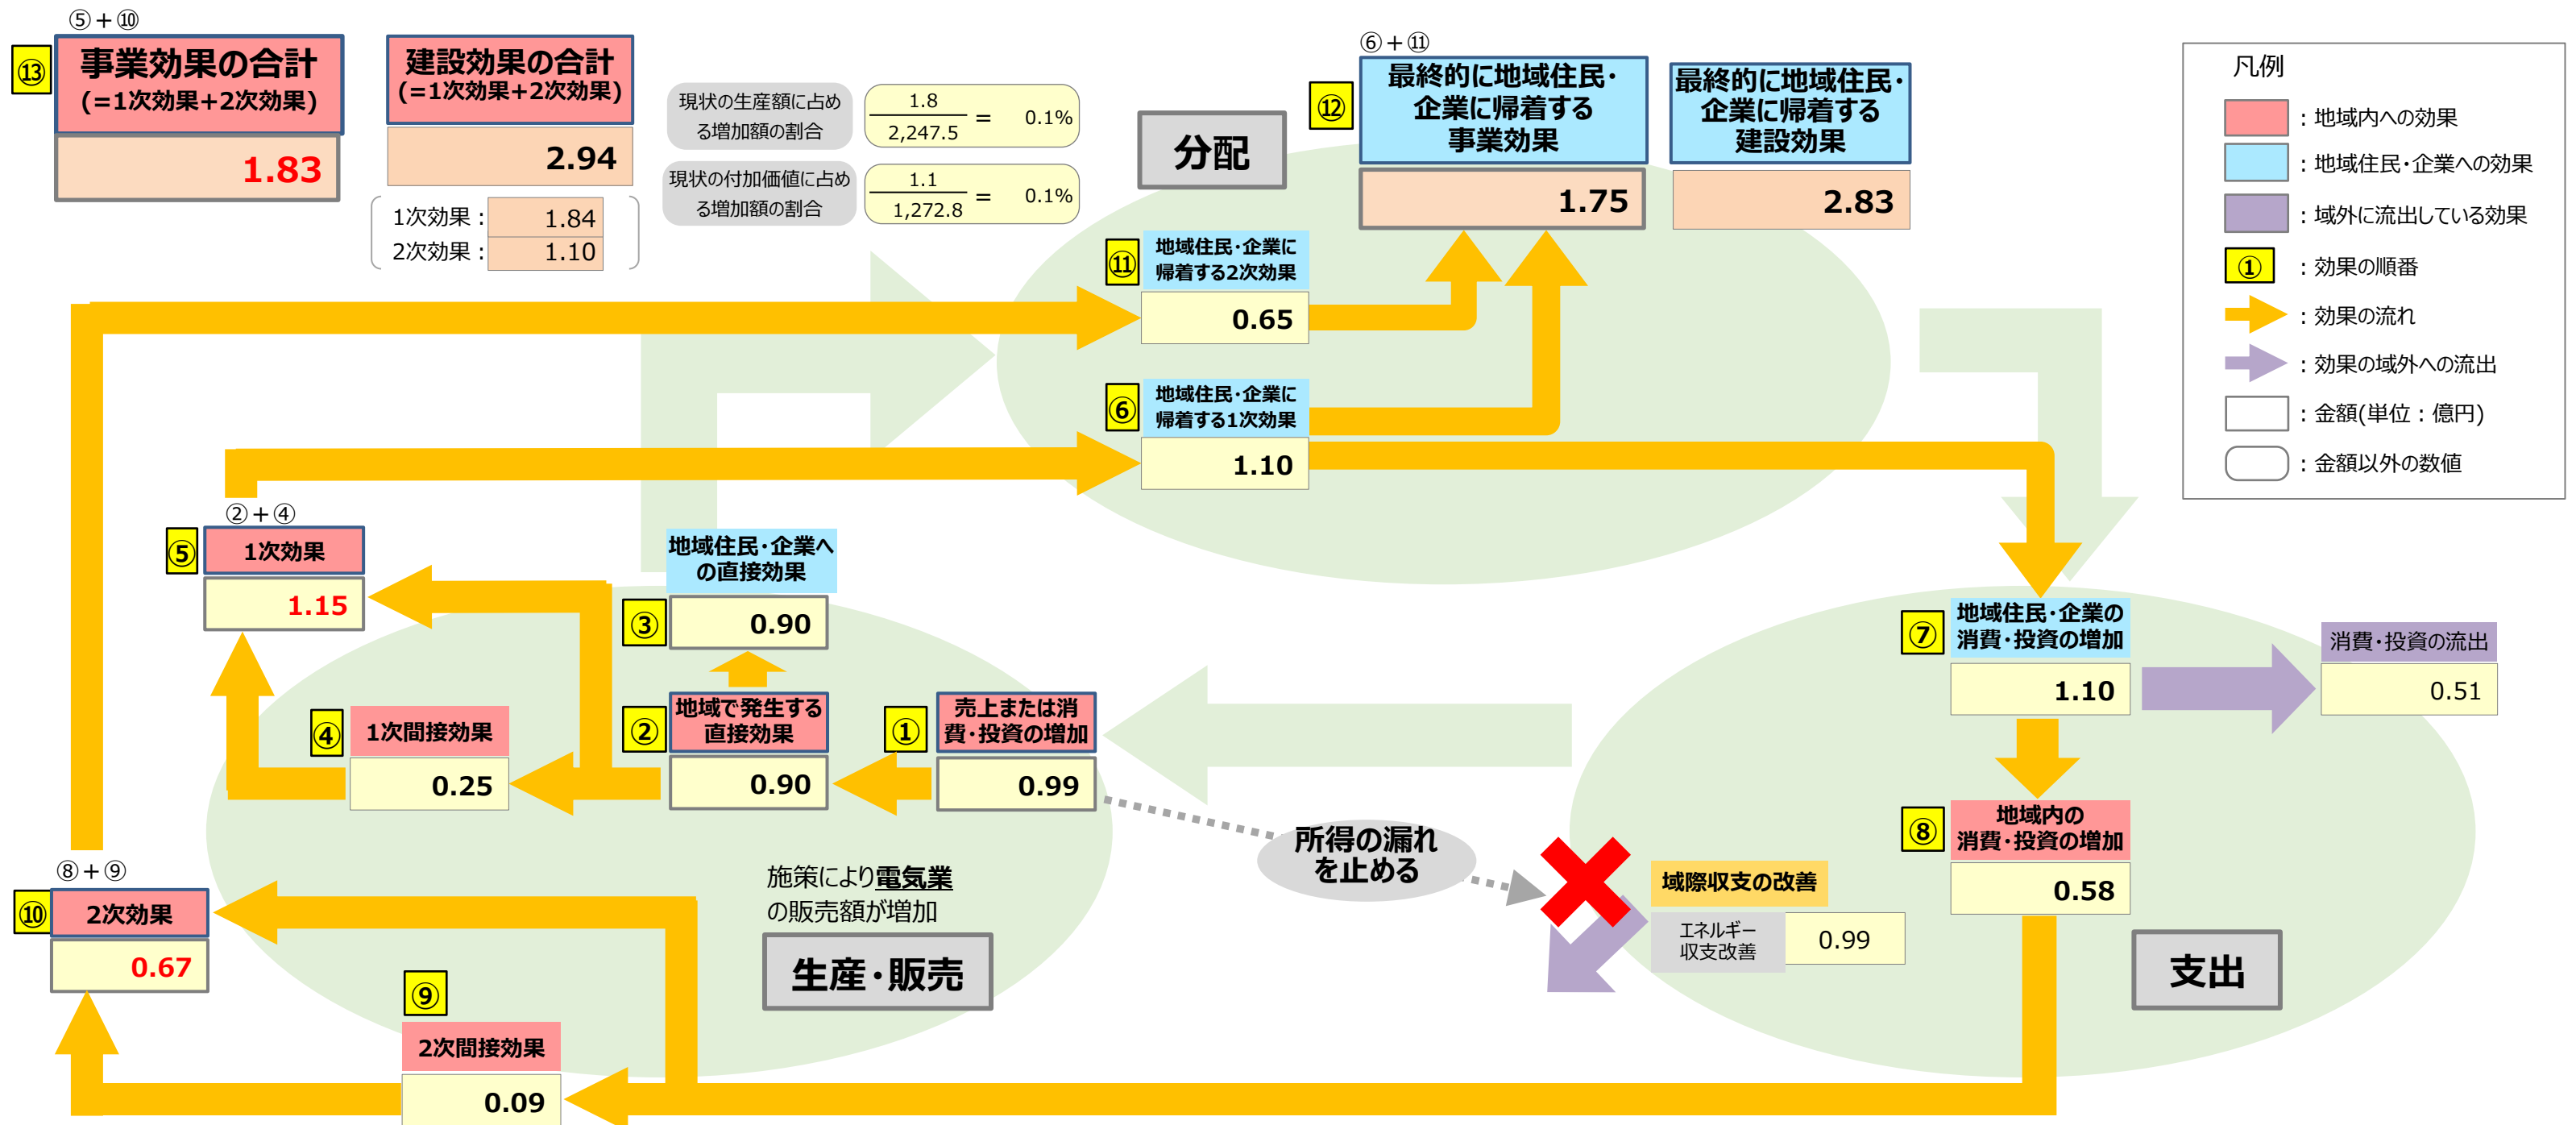 ⑤+⑩
⑬
事業効果の合計
(=1次効果+2次効果)
1.83
建設効果の合計
(=1次効果+2次効果)
2.94
1次効果：
1.84
2次効果：
1.10
現状の生産額に占め
る増加額の割合
1.8
2,247.5
=
0.1%
現状の付加価値に占め
る増加額の割合
1.1
1,272.8
=
0.1%
分配
⑥+⑪
⑫
最終的に地域住民・
企業に帰着する
事業効果
1.75
最終的に地域住民・
企業に帰着する
建設効果
2.83
⑪
地域住民・企業に
帰着する2次効果
0.65
⑥
地域住民・企業に
帰着する1次効果
1.10
凡例
：地域内への効果
：地域住民・企業への効果
：域外に流出している効果
①
：効果の順番
：効果の流れ
：効果の域外への流出
：金額(単位：億円)
：金額以外の数値
②+④
⑤
1次効果
1.15
地域住民・企業へ
の直接効果
③
0.90
④
1次間接効果
0.25
②
地域で発生する
直接効果
0.90
①
売上または消
費・投資の増加
0.99
⑦
地域住民・企業の
消費・投資の増加
1.10
消費・投資の流出
0.51
⑧
地域内の
消費・投資の増加
0.58
所得の漏れ
を止める
域際収支の改善
エネルギー
収支改善
0.99
支出
施策により電気業
の販売額が増加
生産・販売
⑧+⑨
⑩
2次効果
0.67
⑨
2次間接効果
0.09